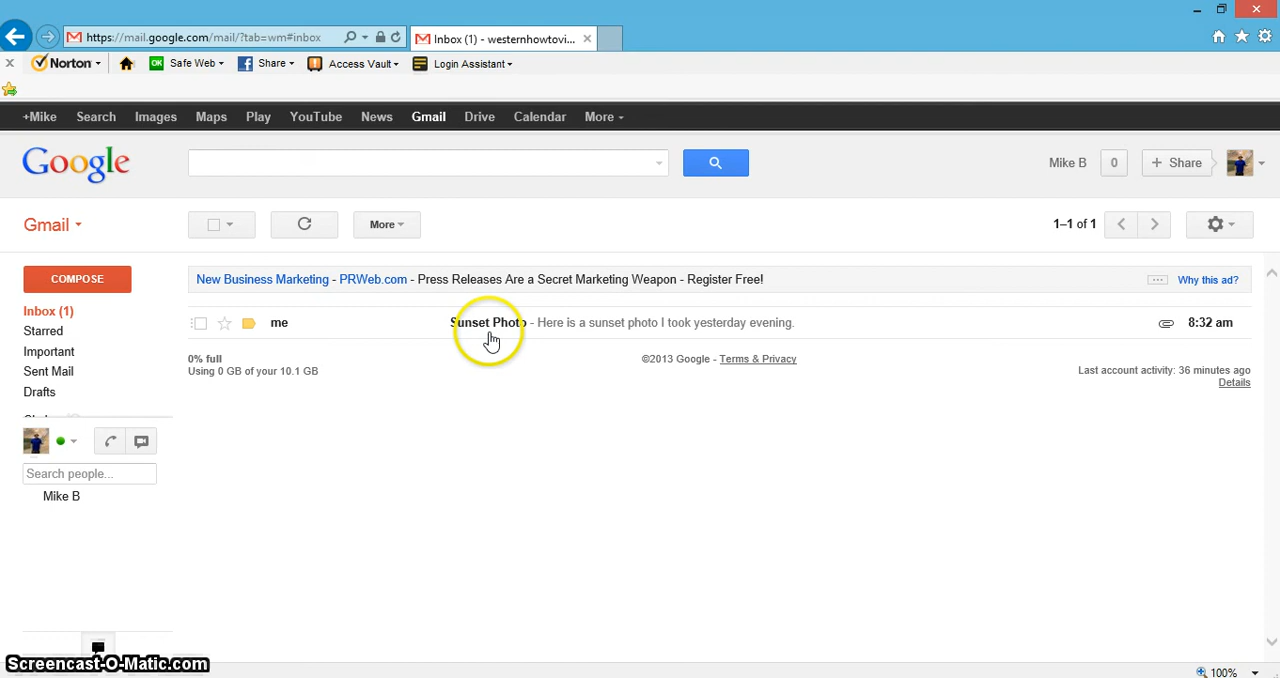 https://mail.google.com/mail/?tab=wm#inbox
Inbox (1) - westernhowtovi...
Norton
OK Safe Web
Share
Access Vault
Login Assistant
+Mike Search Images Maps Play YouTube News Gmail Drive Calendar More
Google
Mike B 0 + Share
Gmail
More
1–1 of 1
COMPOSE
New Business Marketing - PRWeb.com - Press Releases Are a Secret Marketing Weapon - Register Free!
Why this ad?
Inbox (1)
me Sunset Photo - Here is a sunset photo I took yesterday evening. 8:32 am
Starred
Important
Sent Mail
Drafts
0% full
Using 0 GB of your 10.1 GB
©2013 Google - Terms & Privacy
Last account activity: 36 minutes ago
Details
Search people...
Mike B
Screencast-O-Matic.com
100%